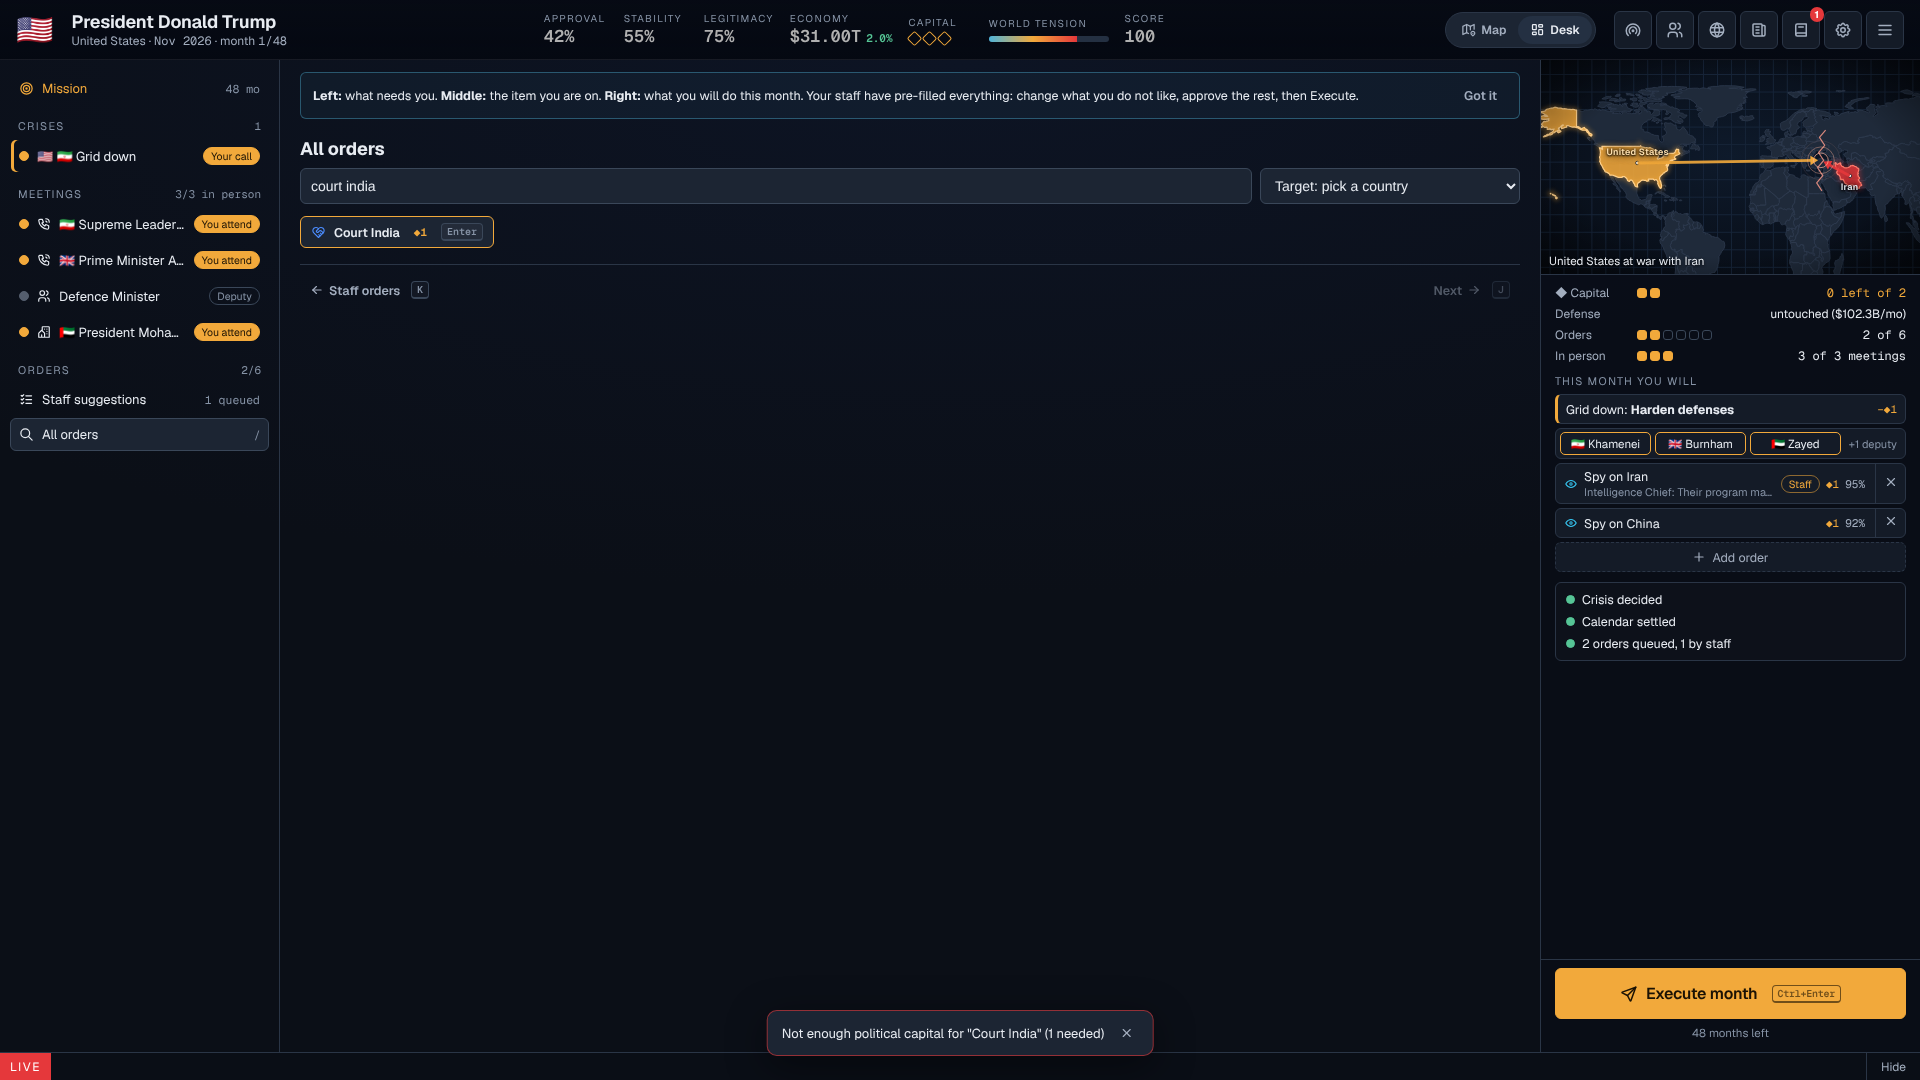 President Donald Trump
United States · Nov 2026 · month 1/48
APPROVAL
42%
STABILITY
55%
LEGITIMACY
75%
ECONOMY
$31.00T 2.0%
CAPITAL
WORLD TENSION
SCORE
100
Map
Desk
1
Mission
48 mo
CRISES
1
Grid down
Your call
MEETINGS
3/3 in person
Supreme Leader...
You attend
Prime Minister A...
You attend
Defence Minister
Deputy
President Moha...
You attend
ORDERS
2/6
Staff suggestions
1 queued
All orders
/
Left: what needs you. Middle: the item you are on. Right: what you will do this month. Your staff have pre-filled everything: change what you do not like, approve the rest, then Execute.
Got it
All orders
court india
Target: pick a country
Court India
◆1
Enter
← Staff orders
K
Next →
J
United States
Iran
United States at war with Iran
Capital
0 left of 2
Defense
untouched ($102.3B/mo)
Orders
2 of 6
In person
3 of 3 meetings
THIS MONTH YOU WILL
Grid down: Harden defenses
−◆1
Khamenei
Burnham
Zayed
+1 deputy
Spy on Iran
Intelligence Chief: Their program ma...
Staff
◆1
95%
Spy on China
◆1
92%
+ Add order
Crisis decided
Calendar settled
2 orders queued, 1 by staff
Execute month
Ctrl+Enter
48 months left
Not enough political capital for "Court India" (1 needed)
LIVE
Hide